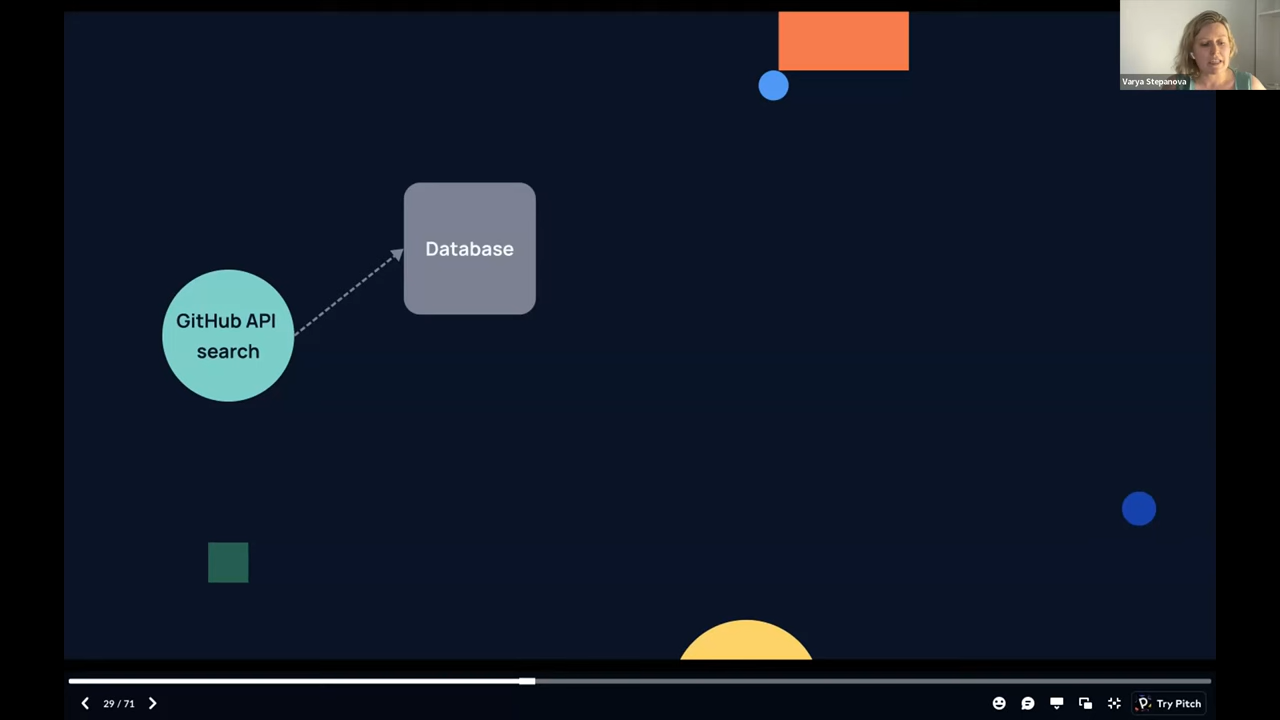 Varya Stepanova
Database
GitHub API
search
29 / 71
Try Pitch